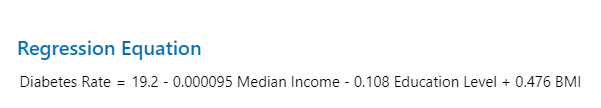 Regression Equation
Diabetes Rate = 19.2 - 0.000095 Median Income - 0.108 Education Level + 0.476 BMI